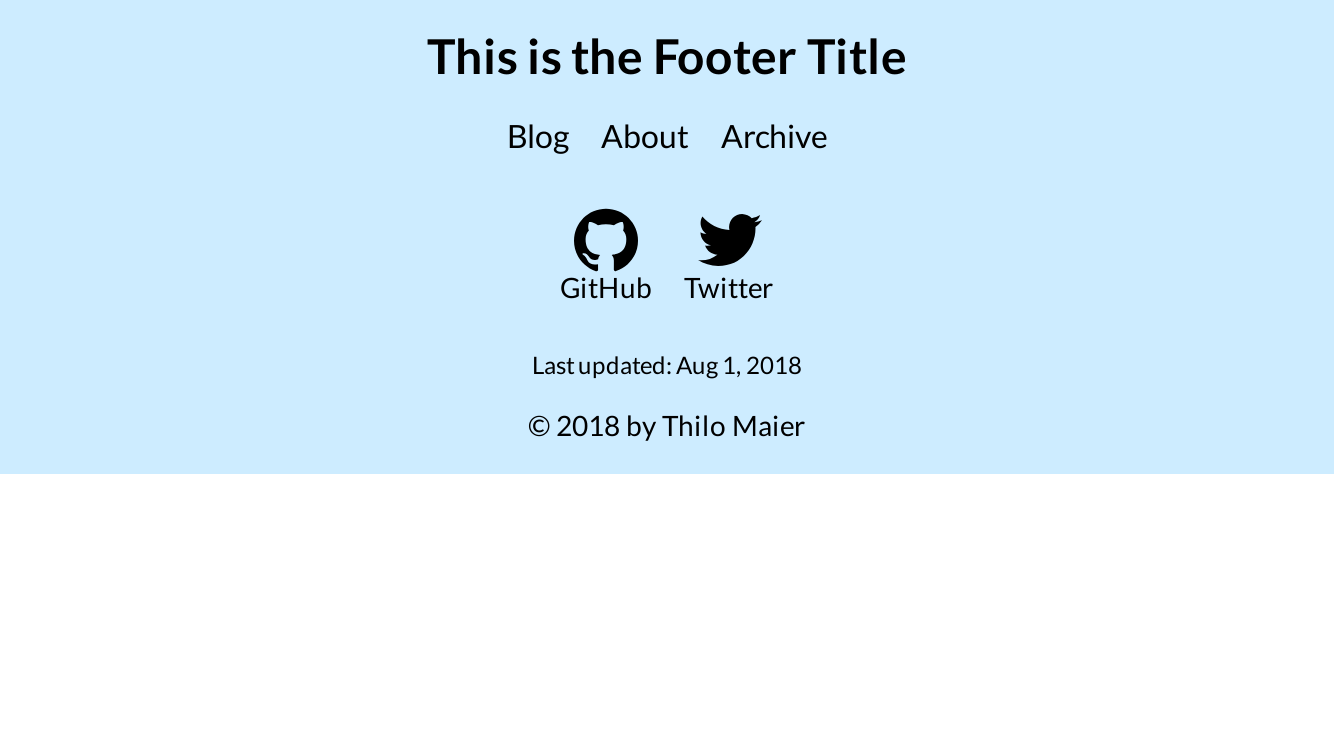 This is the Footer Title
Blog About Archive
GitHub Twitter
Last updated: Aug 1, 2018
© 2018 by Thilo Maier